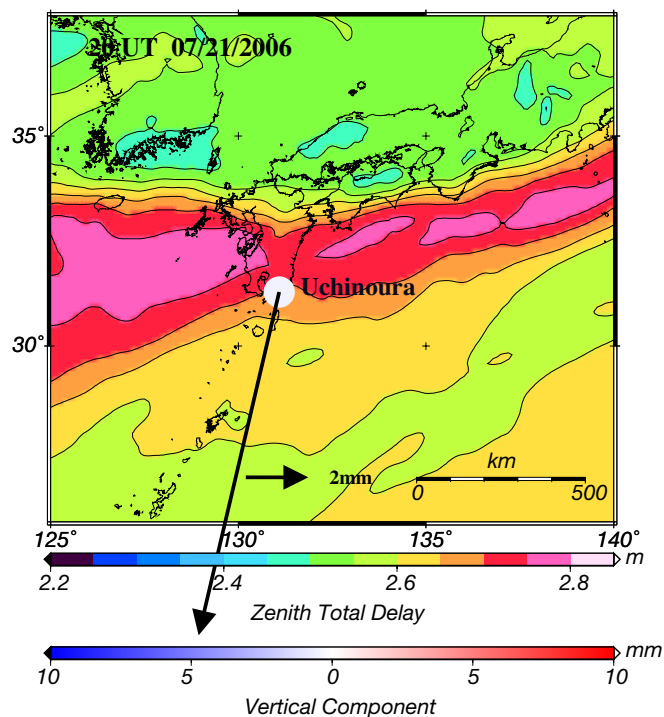 20 UT 07/21/2006
35°
Uchinoura
30°
km
2mm
0 500
125° 130° 135° 140°
m
2.2 2.4 2.6 2.8
Zenith Total Delay
mm
10 5 0 5 10
Vertical Component